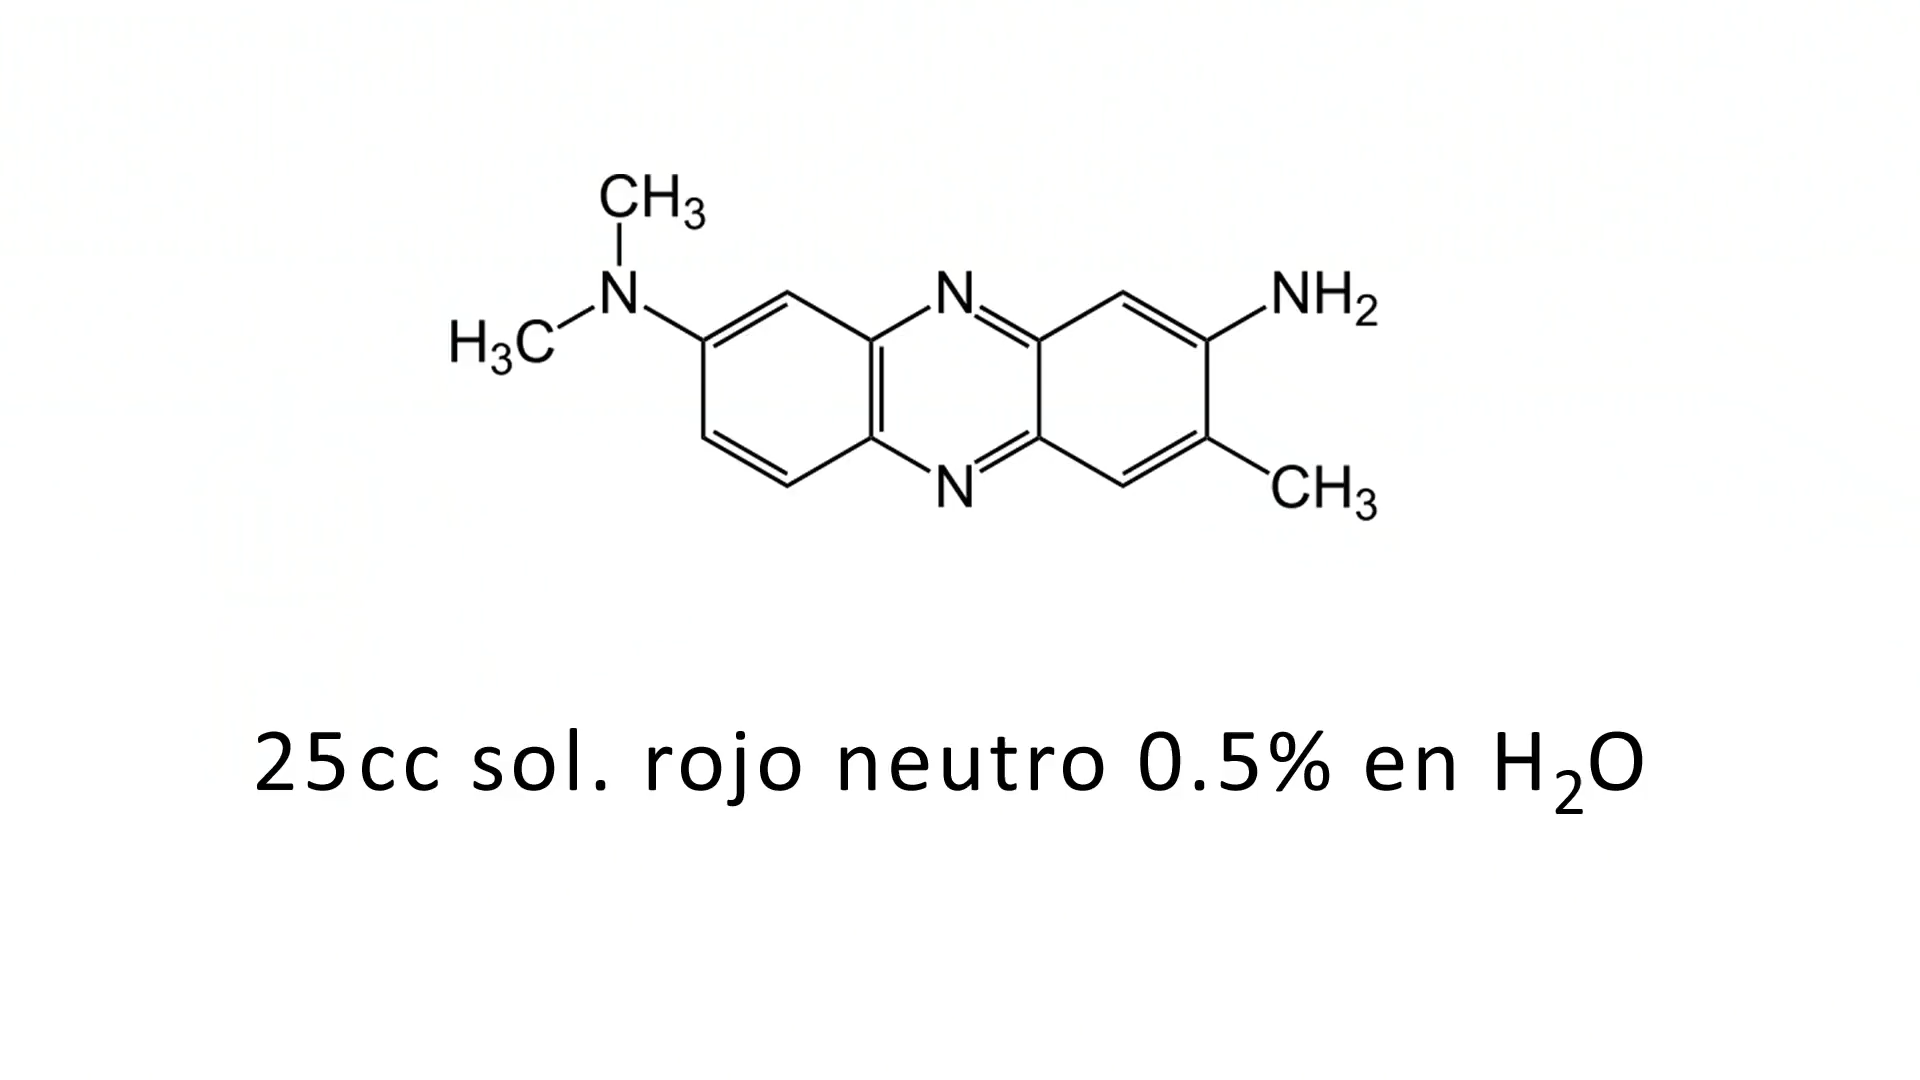 CH₃
N
H₃C
N
NH₂
N
CH₃
25cc sol. rojo neutro 0.5% en H₂O